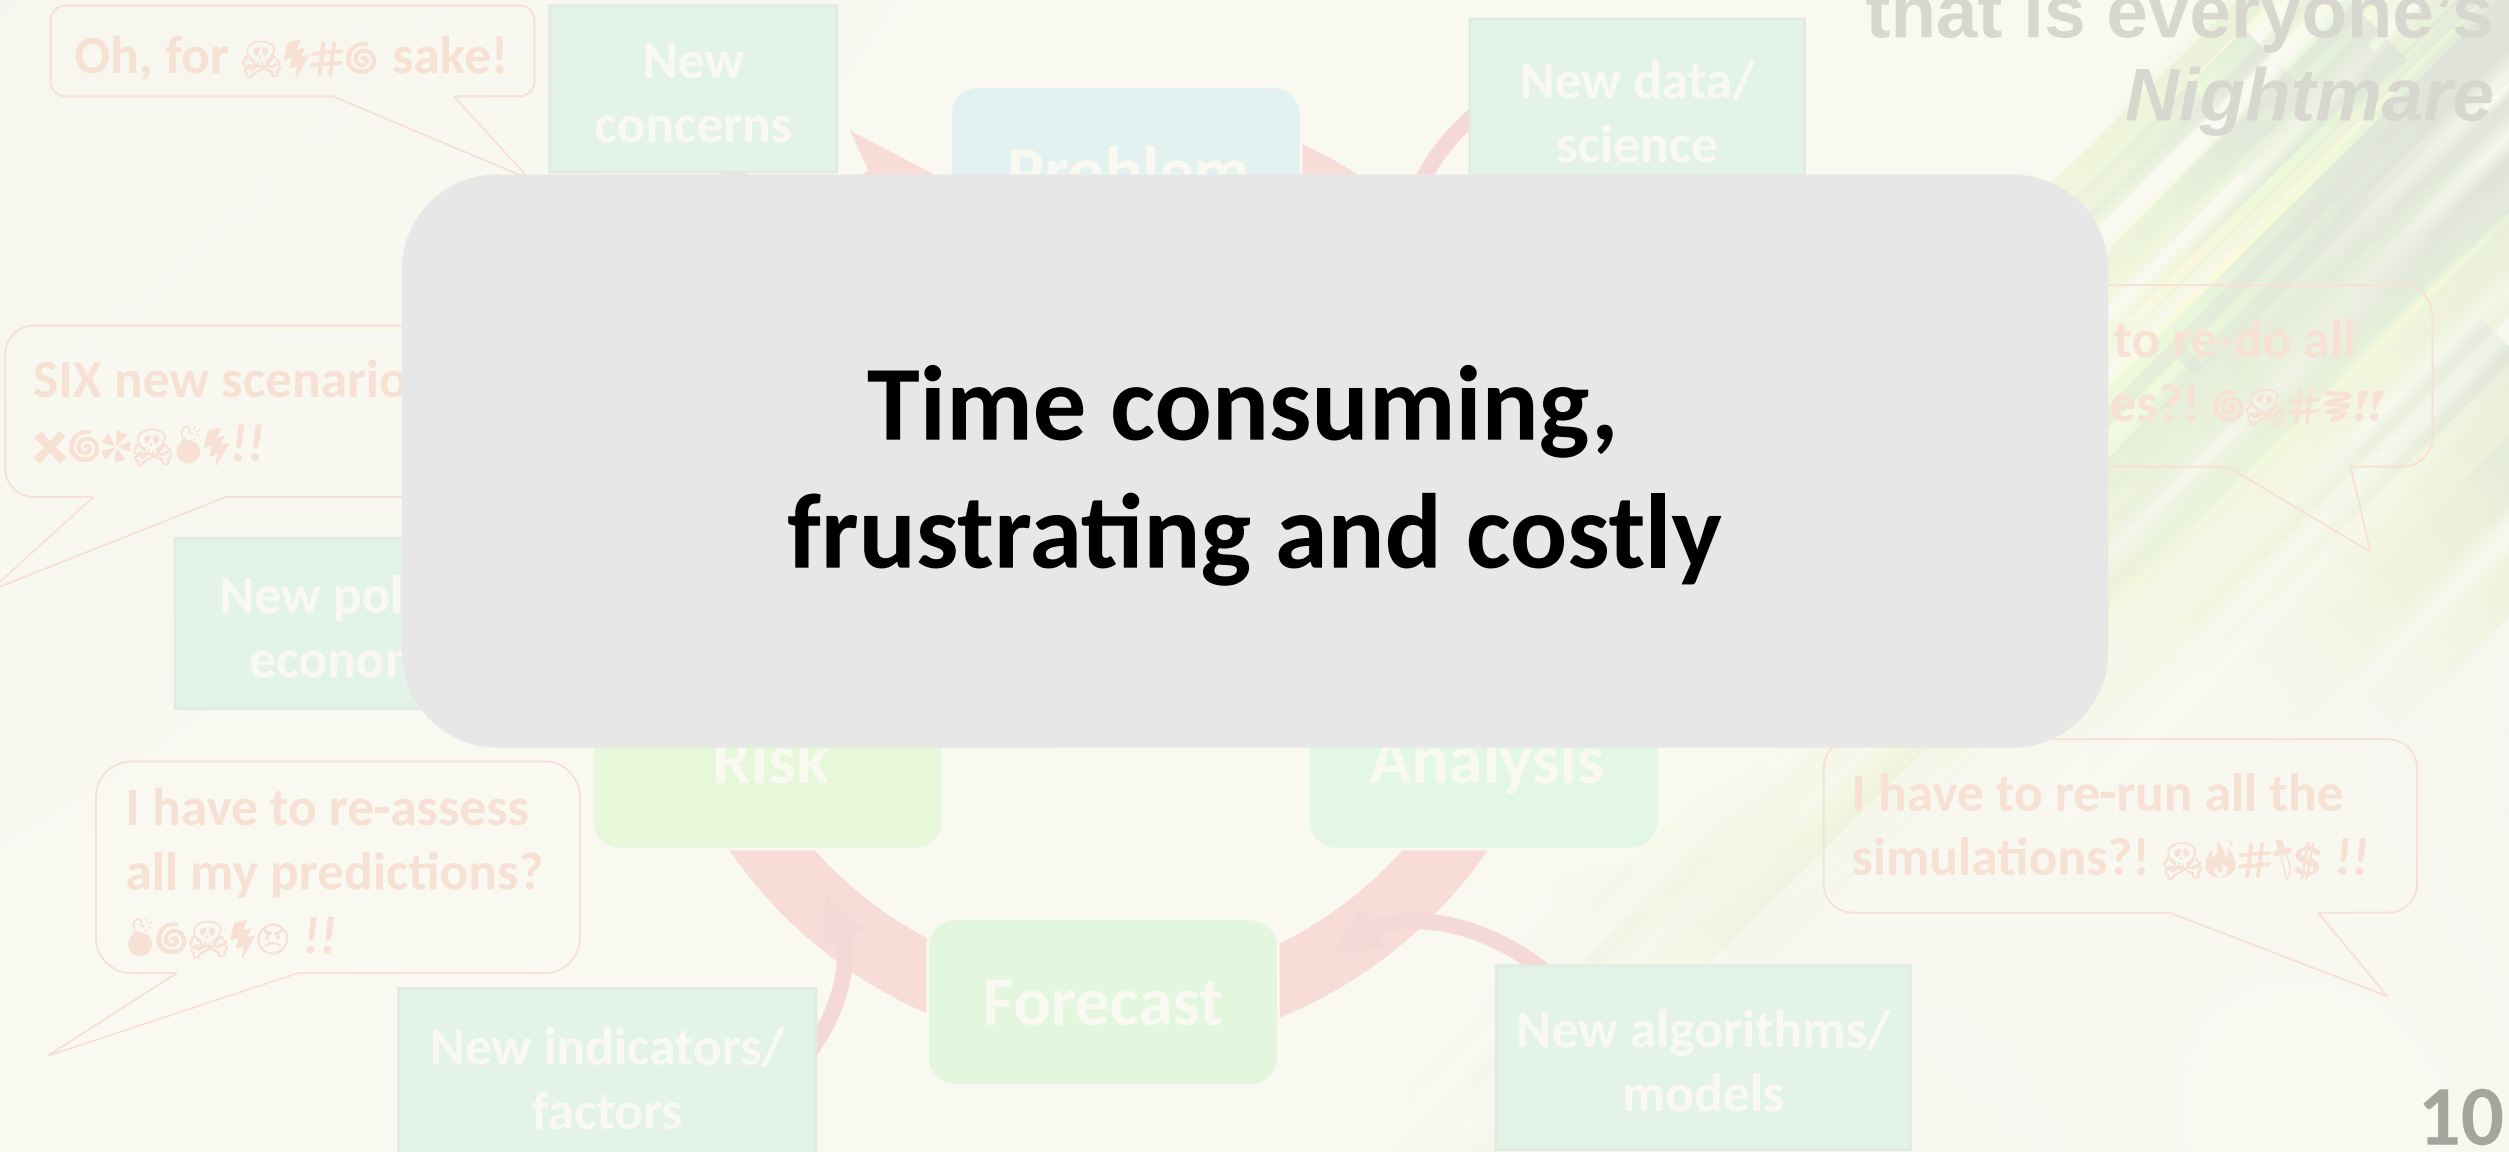 that is everyone's
Nightmare
Oh, for ☠⚡#@ sake!
New
concerns
Problem
New data/
science
SIX new scenario
✖@☠💣⚡!!
to re-do all
es?! @☠#!!
Time consuming,
frustrating and costly
New pol
econor
Risk
Analysis
I have to re-assess
all my predictions?
💣@☠⚡☹ !!
I have to re-run all the
simulations?! ☠🔥#$ !!
Forecast
New indicators/
factors
New algorithms/
models
10